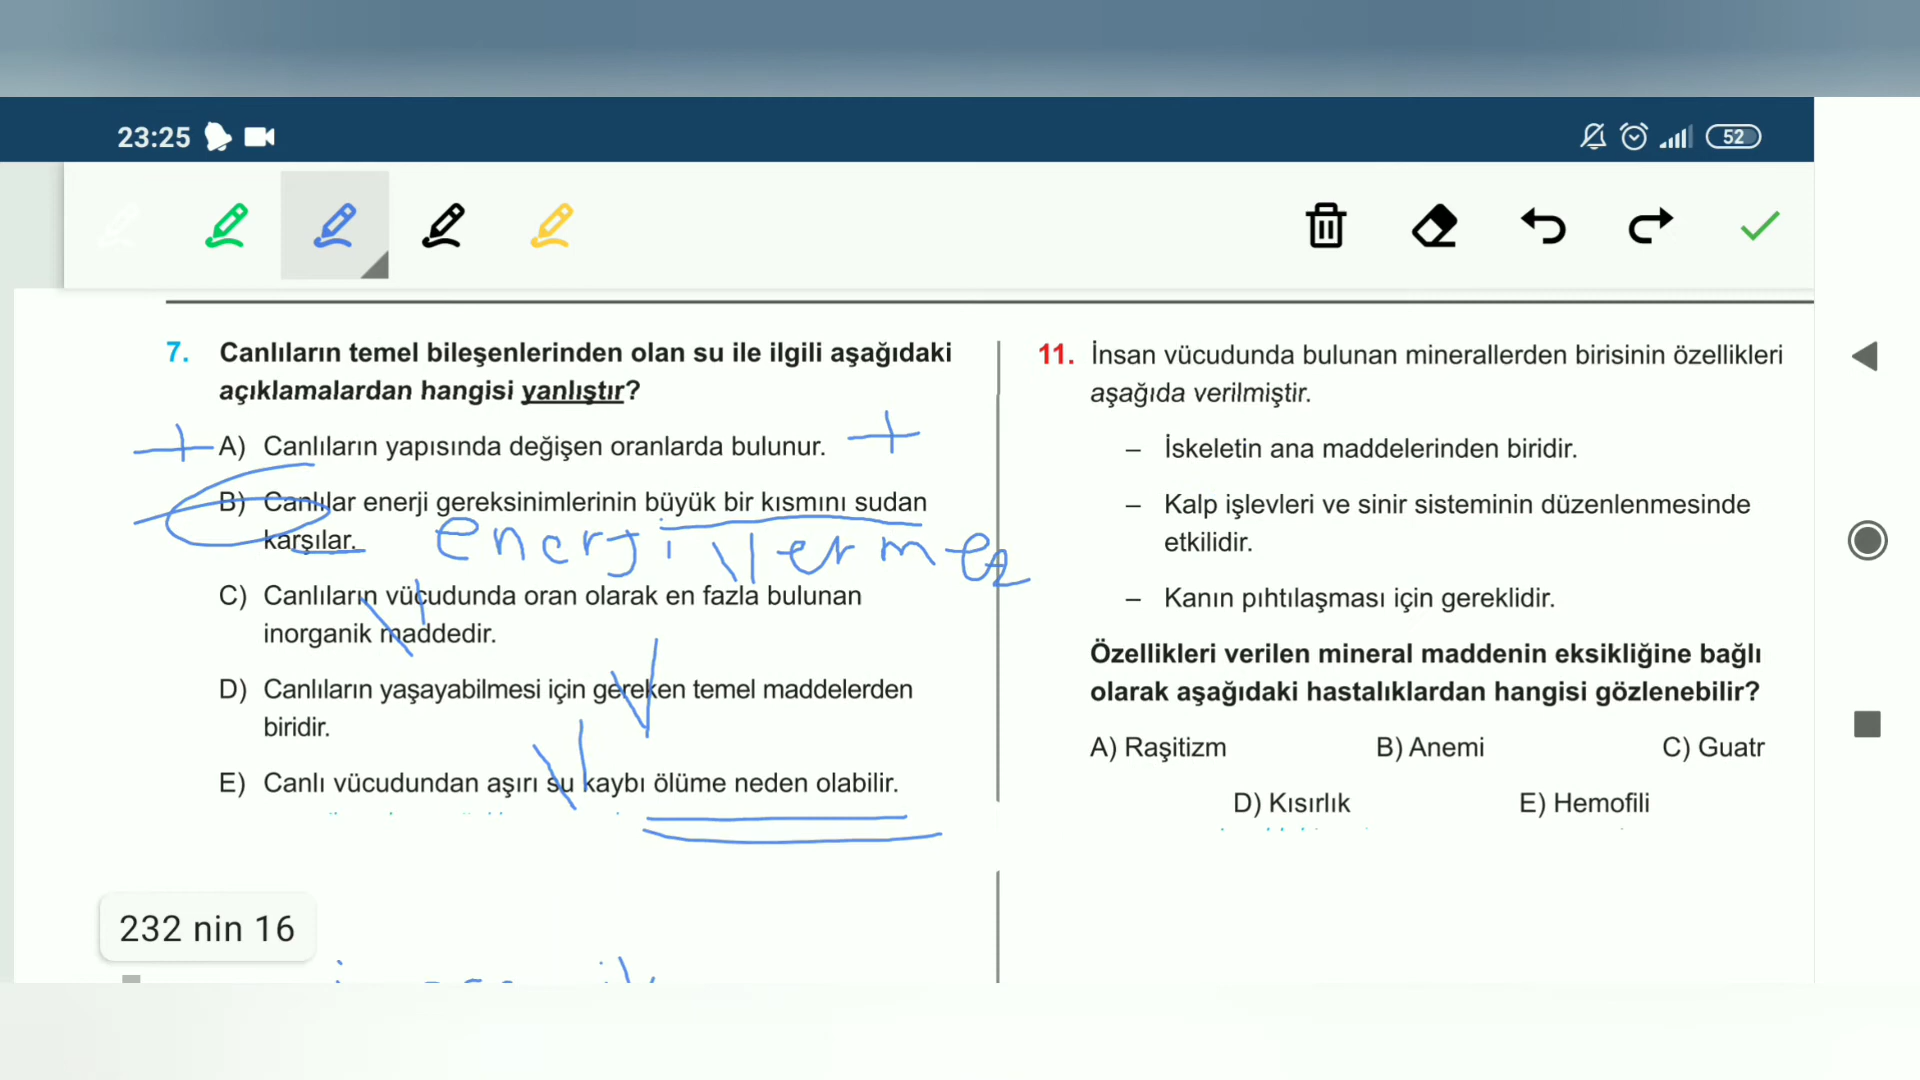 23:25
52
7. Canlıların temel bileşenlerinden olan su ile ilgili aşağıdaki
açıklamalardan hangisi yanlıştır?
A) Canlıların yapısında değişen oranlarda bulunur.
B) Canlılar enerji gereksinimlerinin büyük bir kısmını sudan
karşılar.
enerji vermez
C) Canlıların vücudunda oran olarak en fazla bulunan
inorganik maddedir.
D) Canlıların yaşayabilmesi için gereken temel maddelerden
biridir.
E) Canlı vücudundan aşırı su kaybı ölüme neden olabilir.
232 nin 16
11. İnsan vücudunda bulunan minerallerden birisinin özellikleri
aşağıda verilmiştir.
– İskeletin ana maddelerinden biridir.
– Kalp işlevleri ve sinir sisteminin düzenlenmesinde
etkilidir.
– Kanın pıhtılaşması için gereklidir.
Özellikleri verilen mineral maddenin eksikliğine bağlı
olarak aşağıdaki hastalıklardan hangisi gözlenebilir?
A) Raşitizm B) Anemi C) Guatr
D) Kısırlık E) Hemofili